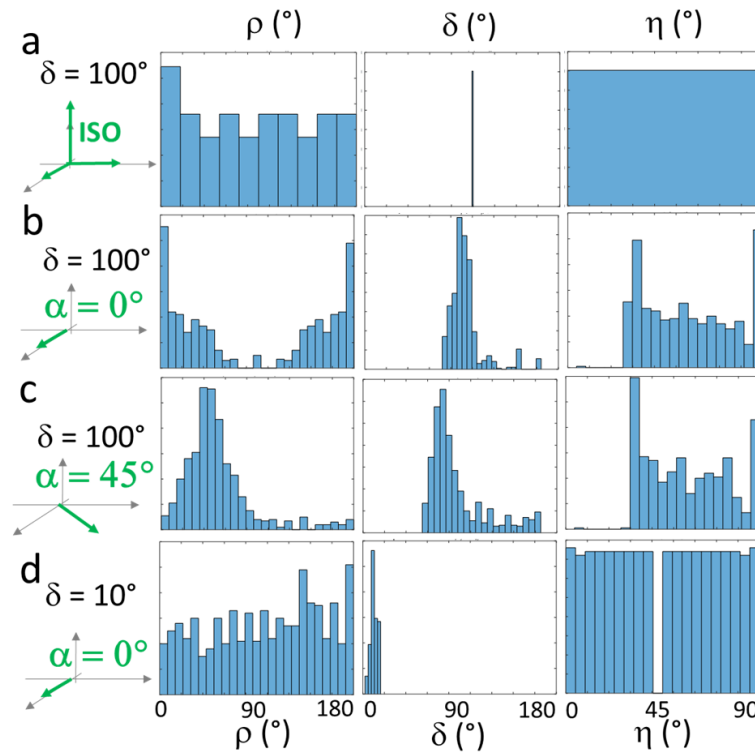 ρ (°) δ (°) η (°)
a
δ = 100°
ISO
b
δ = 100°
α = 0°
c
δ = 100°
α = 45°
d
δ = 10°
α = 0°
0 90 180 0 90 180 0 45 90
ρ (°) δ (°) η (°)